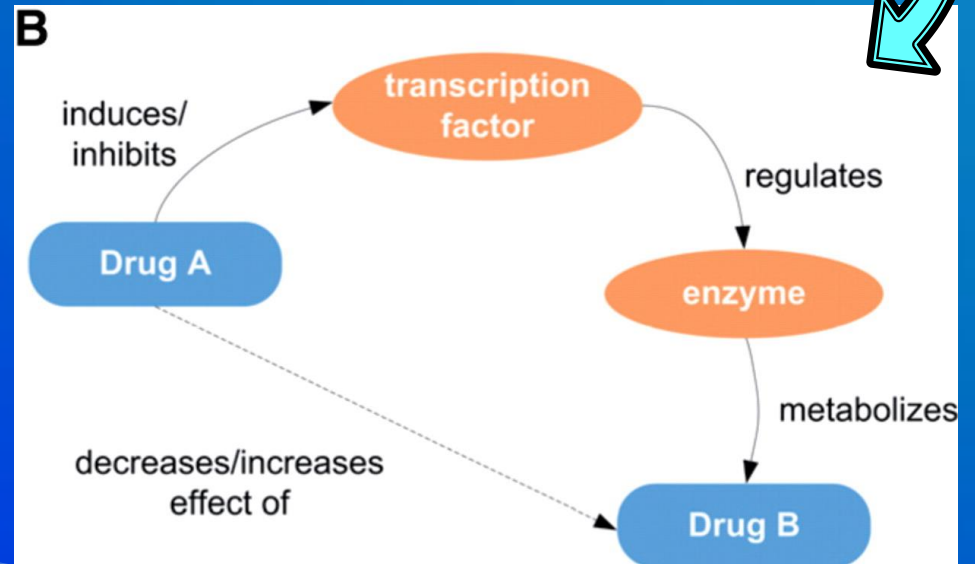 B
transcription
factor
induces/
inhibits
regulates
Drug A
enzyme
metabolizes
decreases/increases
effect of
Drug B